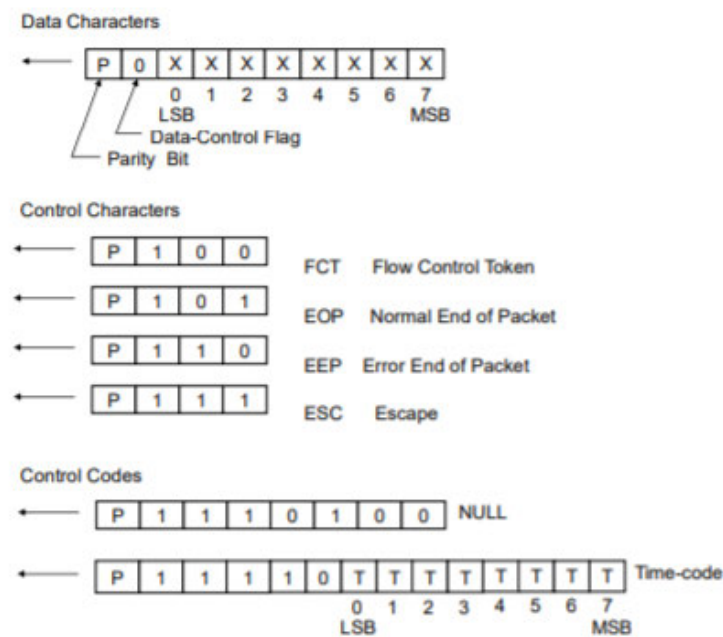 Data Characters
P 0 X X X X X X X X
0 1 2 3 4 5 6 7
LSB MSB
Data-Control Flag
Parity Bit
Control Characters
P 1 0 0
FCT Flow Control Token
P 1 0 1
EOP Normal End of Packet
P 1 1 0
EEP Error End of Packet
P 1 1 1
ESC Escape
Control Codes
P 1 1 1 0 1 0 0 NULL
P 1 1 1 1 0 T T T T T T T T Time-code
0 1 2 3 4 5 6 7
LSB MSB